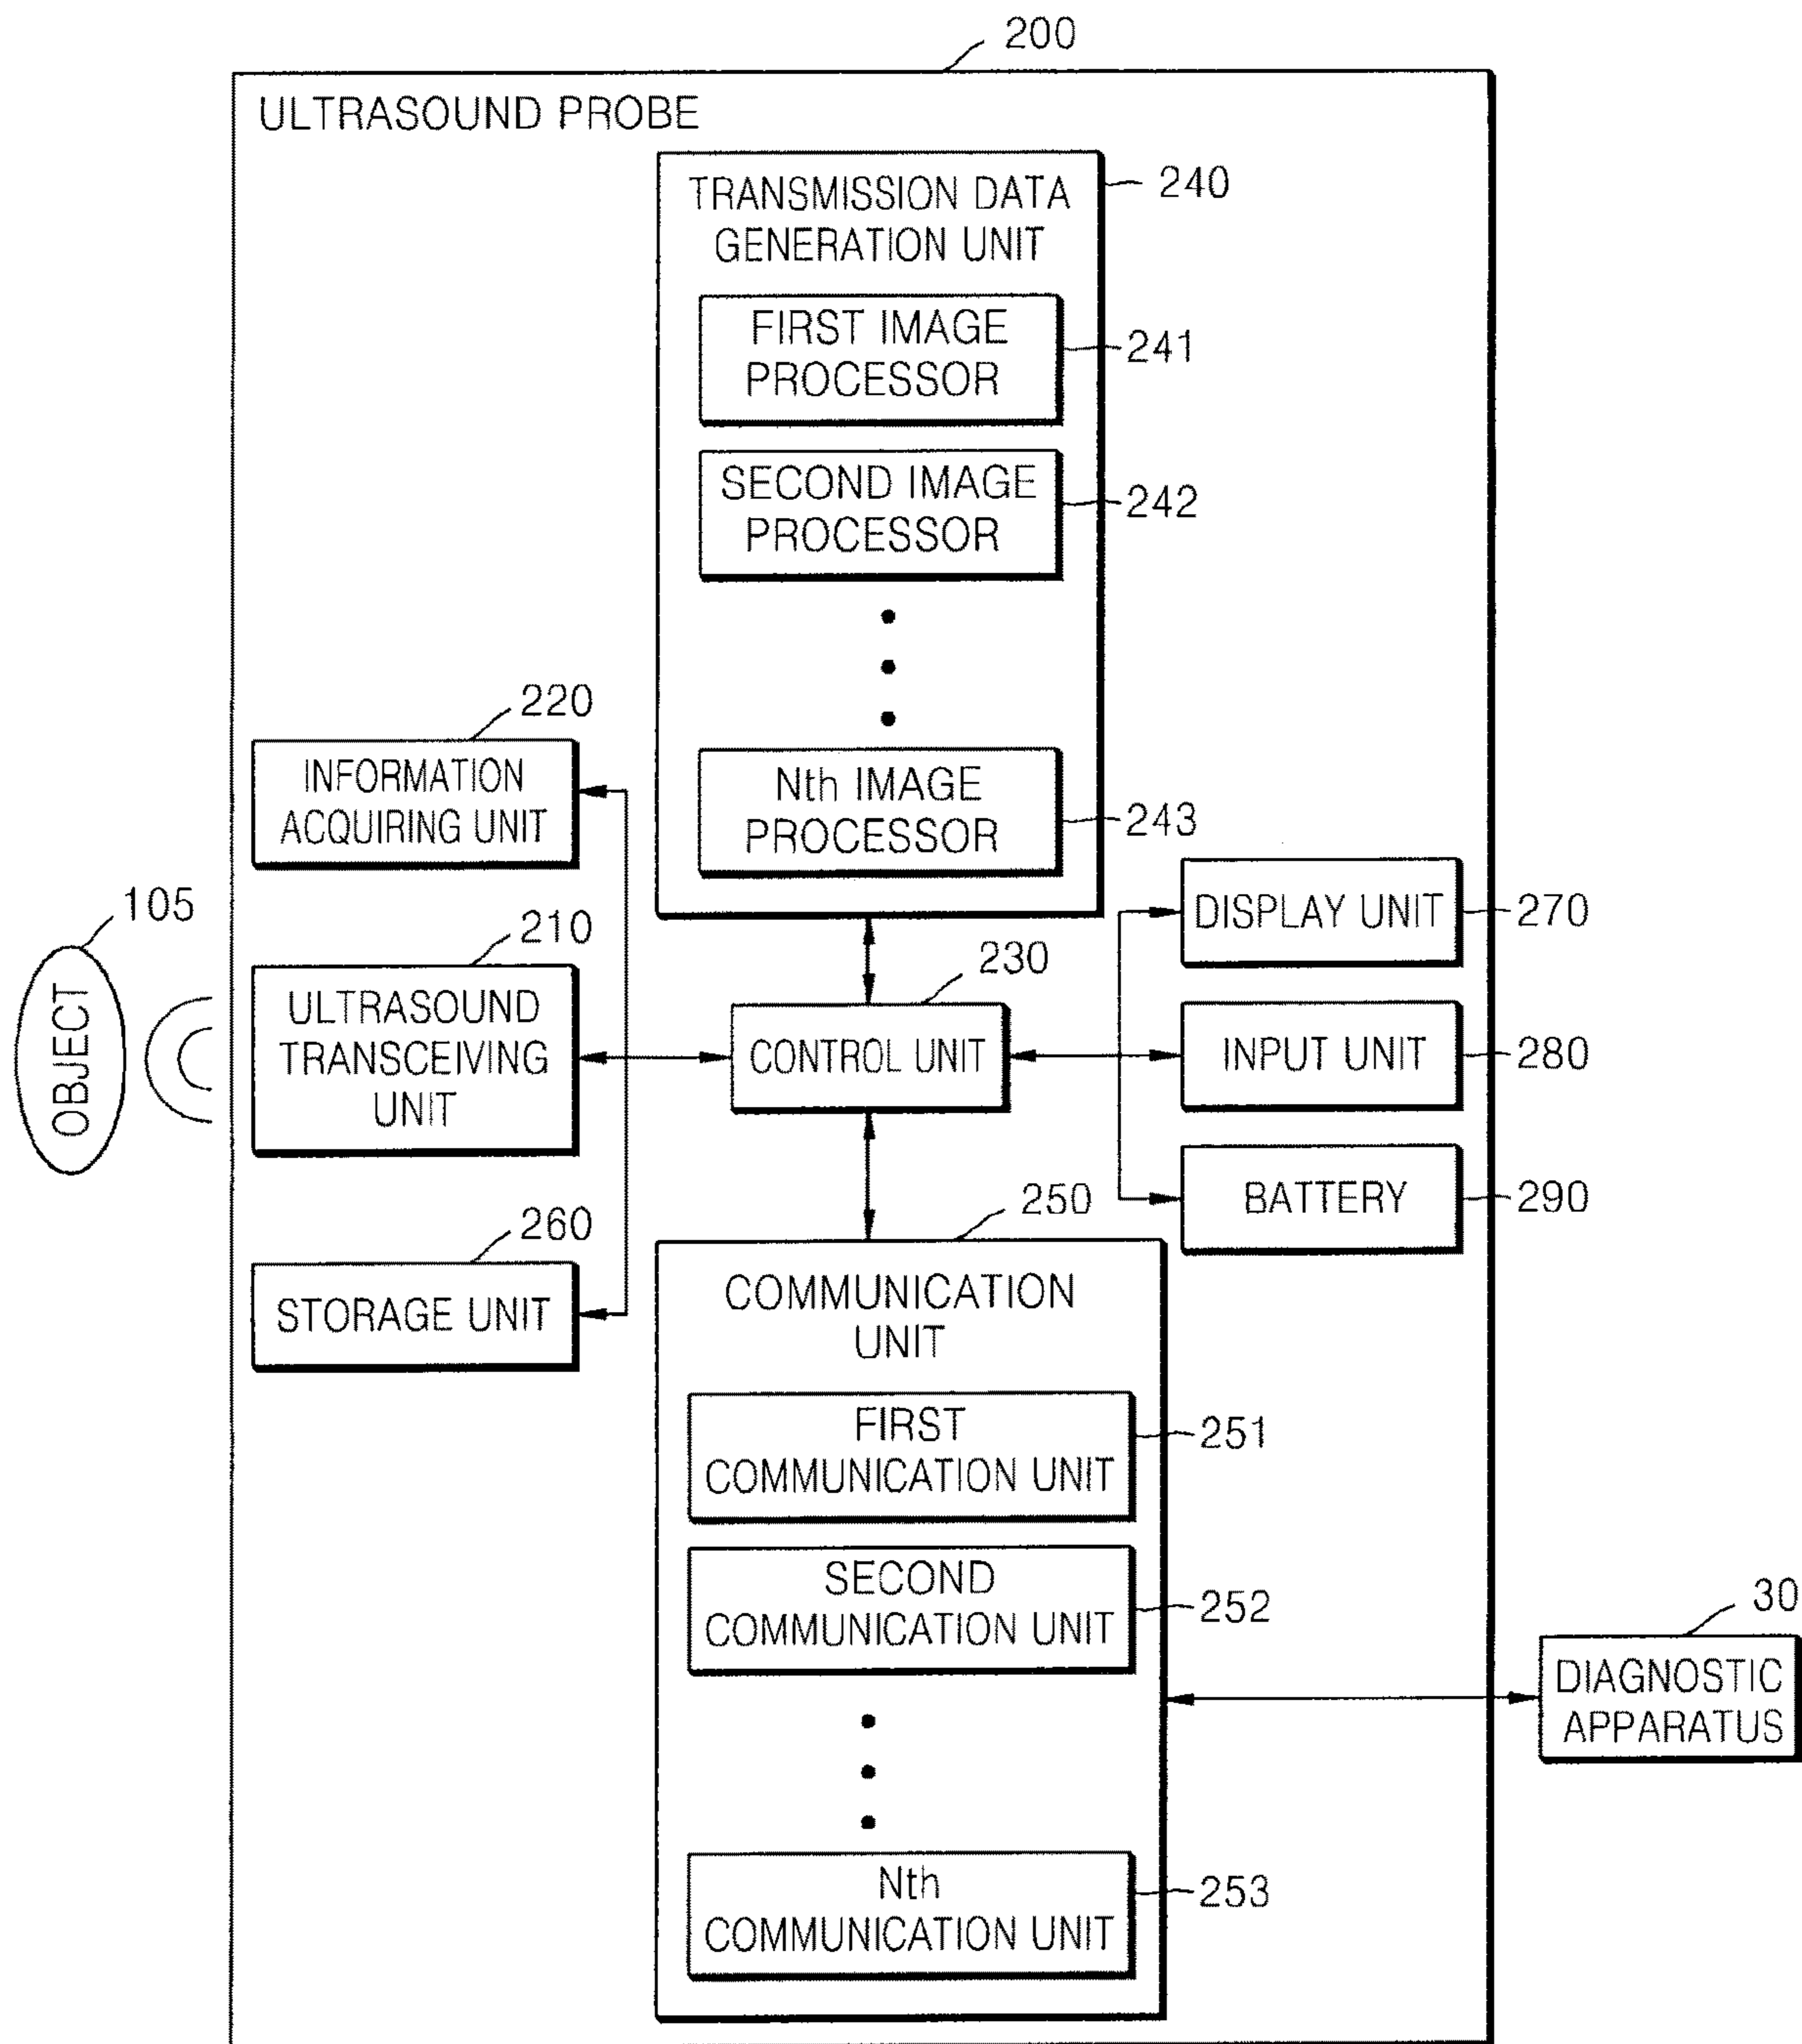 200
ULTRASOUND PROBE
TRANSMISSION DATA
GENERATION UNIT
240
FIRST IMAGE
PROCESSOR
241
SECOND IMAGE
PROCESSOR
242
Nth IMAGE
PROCESSOR
243
220
INFORMATION
ACQUIRING UNIT
105
OBJECT
210
ULTRASOUND
TRANSCEIVING
UNIT
230
CONTROL UNIT
DISPLAY UNIT
270
INPUT UNIT
280
BATTERY
290
260
STORAGE UNIT
250
COMMUNICATION
UNIT
FIRST
COMMUNICATION UNIT
251
SECOND
COMMUNICATION UNIT
252
Nth
COMMUNICATION UNIT
253
30
DIAGNOSTIC
APPARATUS